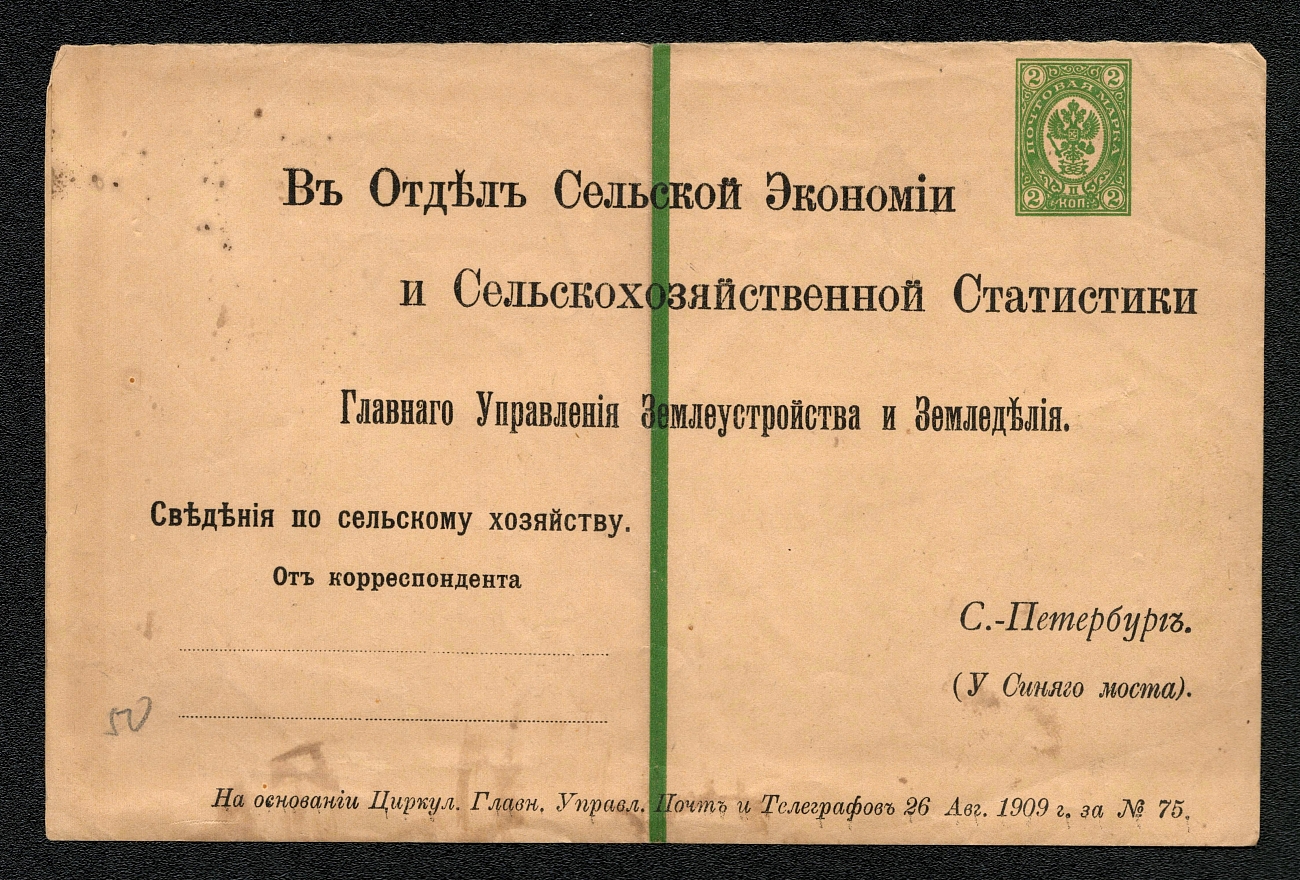 2 2
ПОЧТОВАЯ МАРКА
II
2 КОП. 2
Въ Отдѣлъ Сельской Экономіи
и Сельскохозяйственной Статистики
Главнаго Управленія Землеустройства и Земледѣлія.
Свѣдѣнія по сельскому хозяйству.
Отъ корреспондента
С.-Петербургъ.
(У Синяго моста).
50
На основаніи Циркул. Главн. Управл. Почтъ и Телеграфовъ 26 Авг. 1909 г. за № 75.